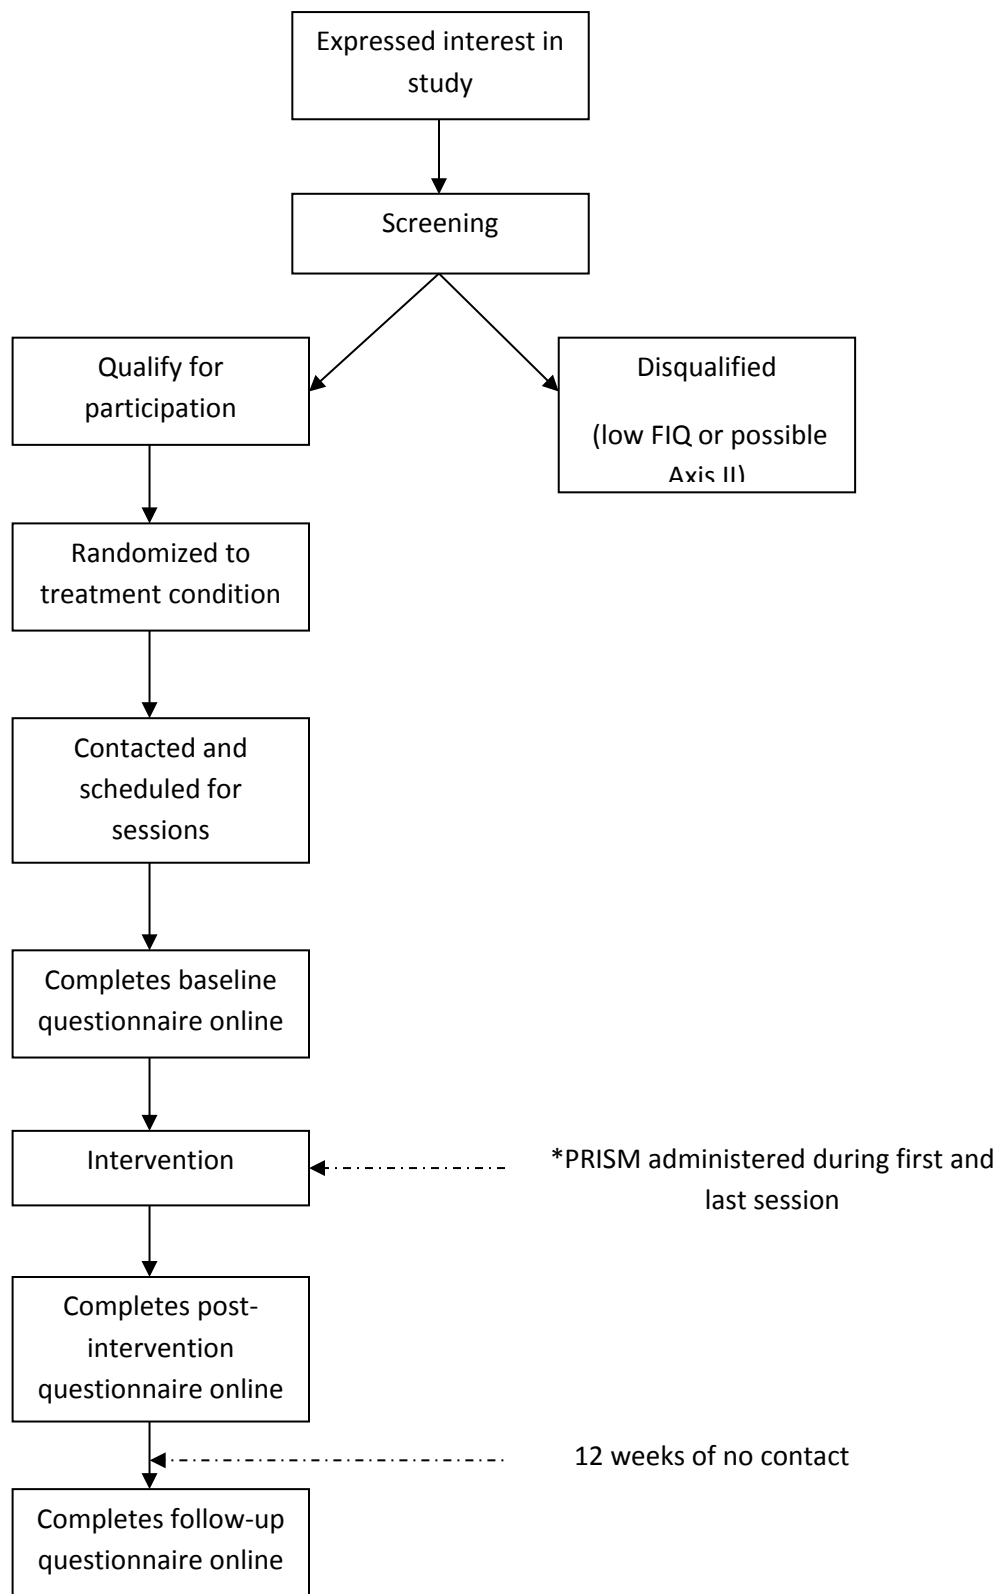 Expressed interest in
study
Screening
Qualify for
participation
Disqualified
(low FIQ or possible
Axis II)
Randomized to
treatment condition
Contacted and
scheduled for
sessions
Completes baseline
questionnaire online
Intervention
*PRISM administered during first and
last session
Completes post-
intervention
questionnaire online
12 weeks of no contact
Completes follow-up
questionnaire online